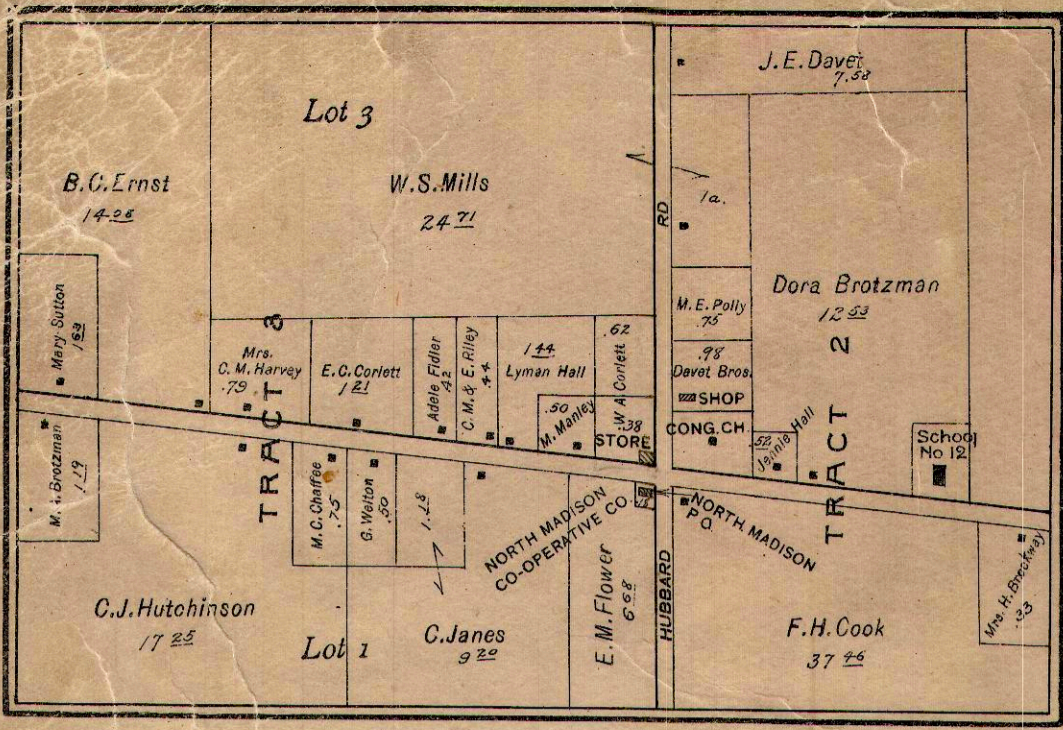 J.E.Davet
7.58
Lot 3
B.C.Ernst
14.08
W.S.Mills
24 71
RD
1a.
Dora Brotzman
12 53
M.E.Polly
.75
Mary Sutton
1 63
Mrs.
C.M.Harvey
.79
TRACT 3
E.C.Corlett
1 21
Adele Fidler
.42
C.M.& E.Riley
.44
1 44
Lyman Hall
.62
W.A.Corlett
.38
.50
M.Manley
STORE
.98
Davet Bros.
SHOP
CONG.CH.
.52
Jennie Hall
TRACT 2
School
No 12
Brotzman
1.19
M.C.Chaffee
.75
G.Welton
.50
1.18
NORTH MADISON
CO-OPERATIVE CO.
NORTH MADISON
P.O.
E.M.Flower
6 68
HUBBARD
Mrs. H. Brockway
.33
C.J.Hutchinson
17 25
Lot 1
C.Janes
9 20
F.H.Cook
37 46